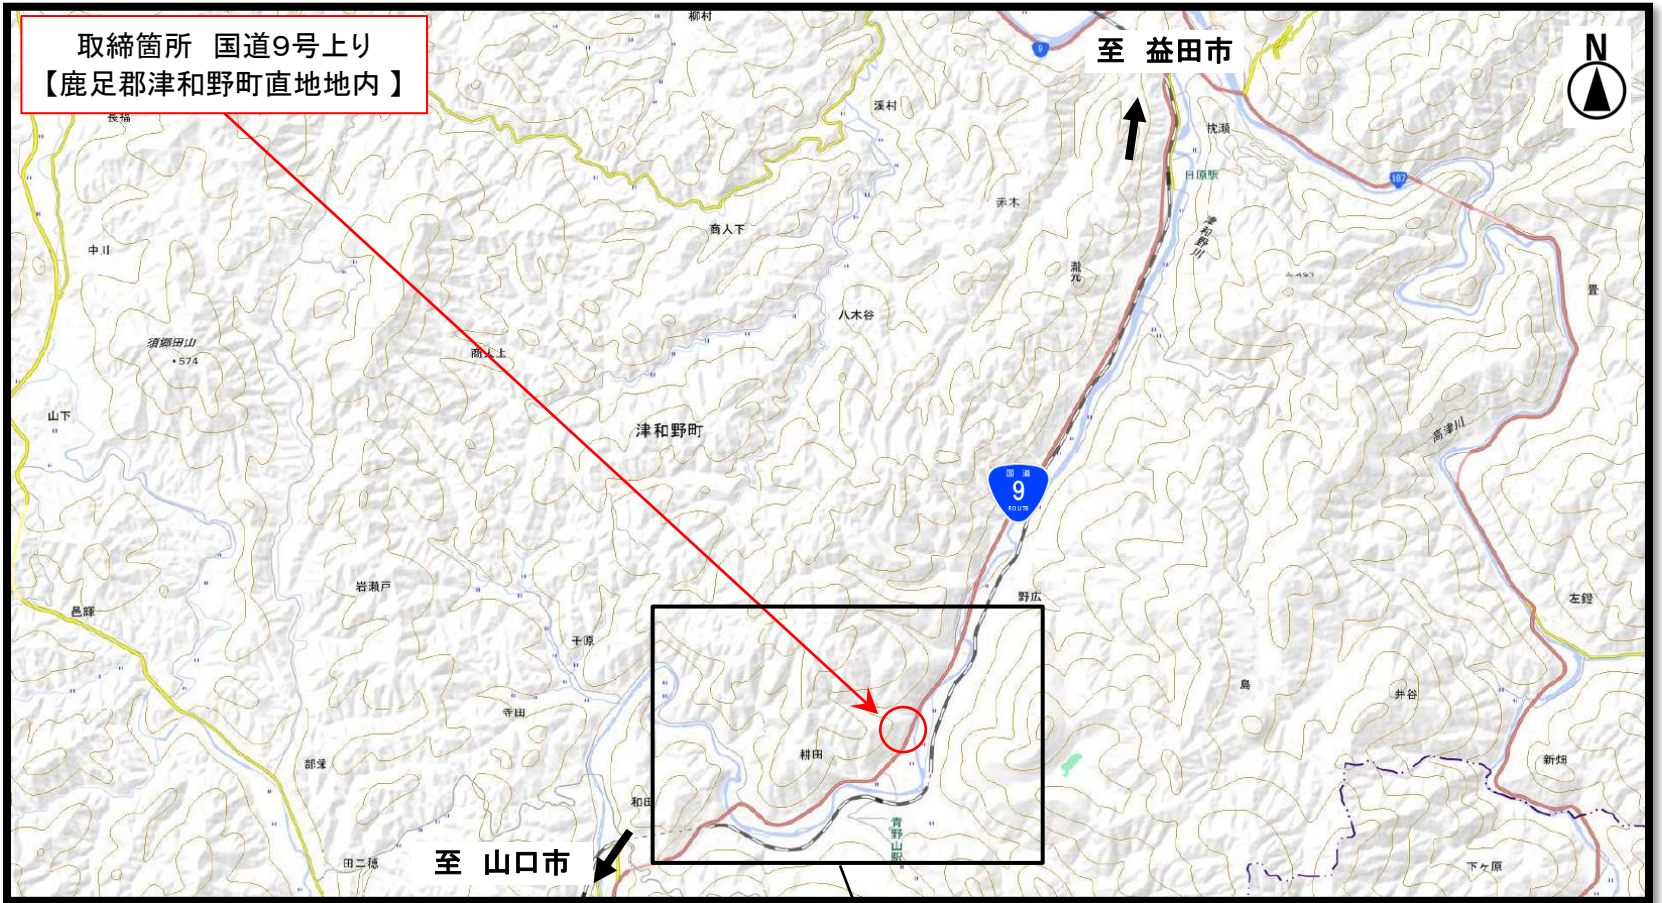 取締箇所 国道9号上り
【鹿足郡津和野町直地地内 】
柳村
9
至 益田市
N
長福
溪村
枕瀬
日原駅
187
赤木
商人下
津和野川
中川
滝元
畳
八木谷
須郷田山
・574
商人上
山下
津和野町
高津川
国道
9
ROUTE
岩瀬戸
野広
左鐙
邑輝
干原
島
井谷
寺田
耕田
部栄
新畑
和田
青野山駅
田二穂
至 山口市
下ヶ原